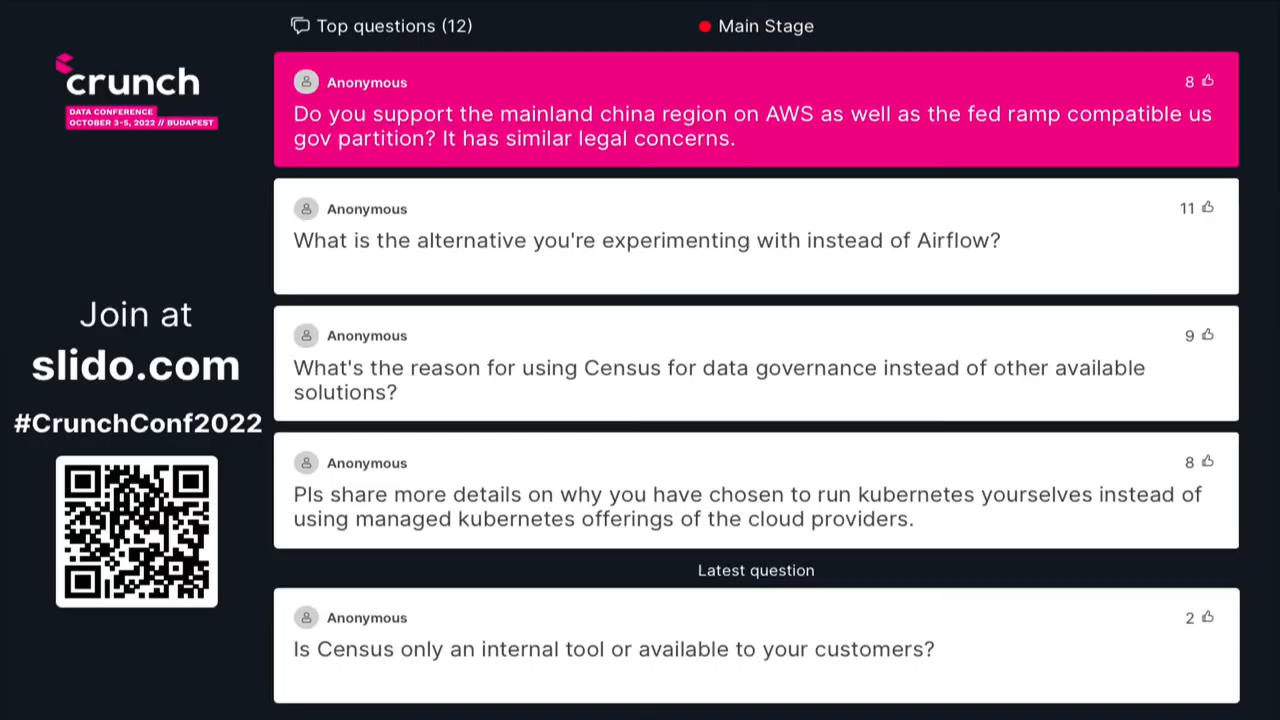 Top questions (12)
Main Stage
crunch
DATA CONFERENCE
OCTOBER 3-5, 2022 // BUDAPEST
Join at
slido.com
#CrunchConf2022
Anonymous
8
Do you support the mainland china region on AWS as well as the fed ramp compatible us
gov partition? It has similar legal concerns.
Anonymous
11
What is the alternative you're experimenting with instead of Airflow?
Anonymous
9
What's the reason for using Census for data governance instead of other available
solutions?
Anonymous
8
Pls share more details on why you have chosen to run kubernetes yourselves instead of
using managed kubernetes offerings of the cloud providers.
Latest question
Anonymous
2
Is Census only an internal tool or available to your customers?